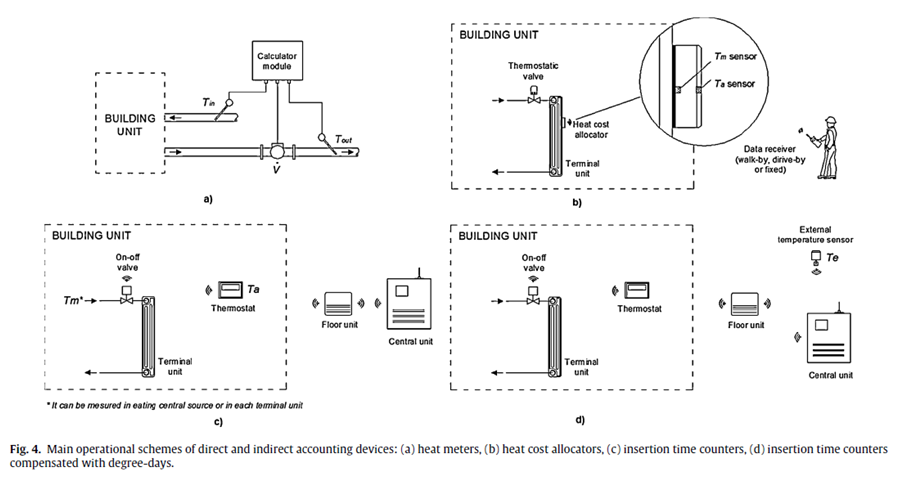 BUILDING
UNIT
Calculator
module
Tin
Tout
V̇
a)
BUILDING UNIT
Thermostatic
valve
Heat cost
allocator
Terminal
unit
Tm sensor
Ta sensor
Data receiver
(walk-by, dirive-by
or fixed)
b)
BUILDING UNIT
On-off
valve
Tm*
Ta
Thermostat
Terminal
unit
Floor unit
Central unit
* It can be mesured in eating central source or in each terminal unit
c)
BUILDING UNIT
On-off
valve
Thermostat
Terminal
unit
External
temperature sensor
Te
Floor unit
Central unit
d)
Fig. 4. Main operational schemes of direct and indirect accounting devices: (a) heat meters, (b) heat cost allocators, (c) insertion time counters, (d) insertion time counters
compensated with degree-days.